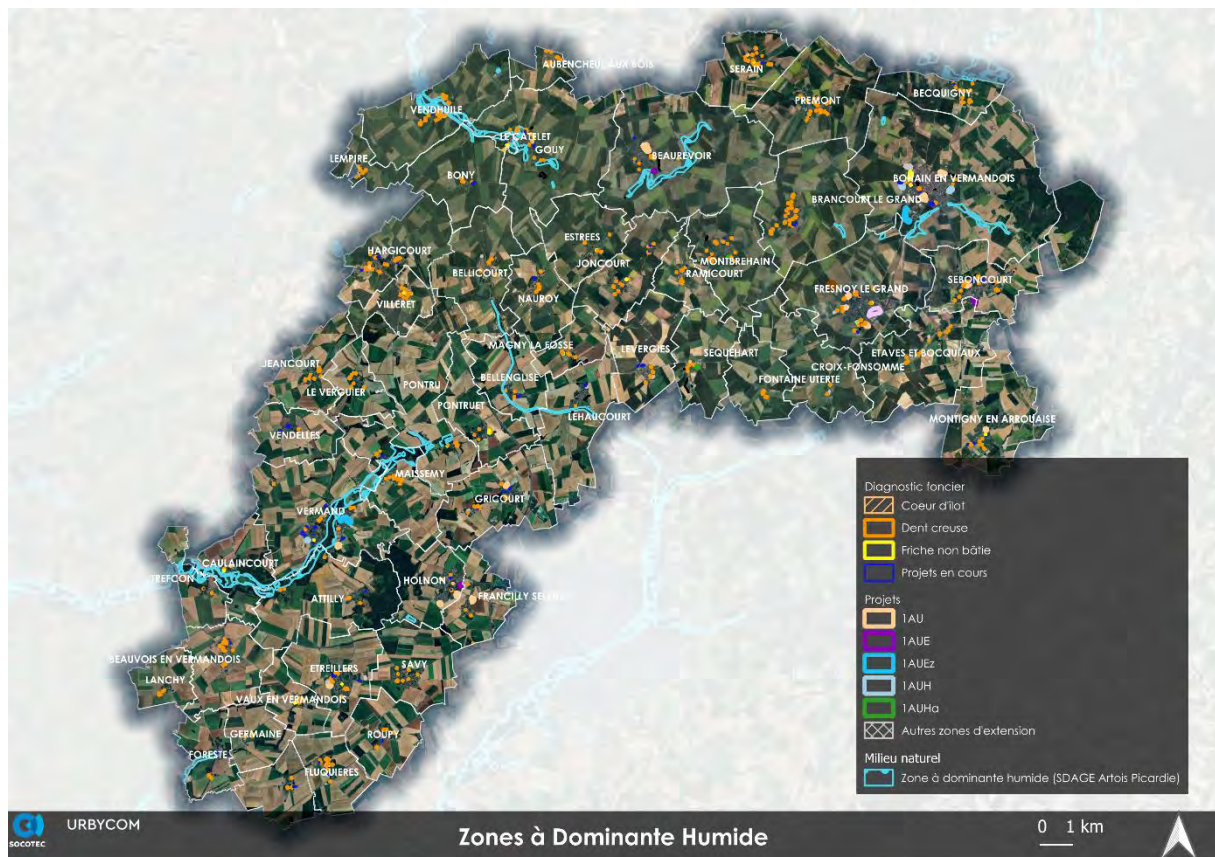 AUBENCHEUL AUX BOIS
SERAIN
BECQUIGNY
PREMONT
VENDHUILE
LE CATELET
GOUY
BEAUREVOIR
LEMPIRE
BONY
BOHAIN EN VERMANDOIS
BRANCOURT LE GRAND
ESTREES
HARGICOURT
BELLICOURT
JONCOURT
MONTBREHAIN
RAMICOURT
SEBONCOURT
FRESNOY LE GRAND
VILLERET
NAUROY
MAGNY LA FOSSE
LEVERGIES
SEQUEHART
ETAVES ET BOCQUIAUX
CROIX-FONSOMME
JEANCOURT
LE VERGUIER
PONTRU
BELLENGLISE
FONTAINE UTERTE
PONTRUET
LEHAUCOURT
MONTIGNY EN ARROUAISE
VENDELLES
MAISSEMY
GRICOURT
VERMAND
CAULAINCOURT
TREFCON
HOLNON
ATTILLY
BEAUVOIS EN VERMANDOIS
ETREILLERS
SAVY
LANCHY
VAUX EN VERMANDOIS
GERMAINE
ROUPY
FORESTE
FLUQUIERES
Diagnostic foncier
Coeur d'îlot
Dent creuse
Friche non bâtie
Projets en cours
Projets
1AU
1AUE
1AUEz
1AUH
1AUHa
Autres zones d'extension
Milieu naturel
Zone à dominante humide (SDAGE Artois Picardie)
SOCOTEC
URBYCOM
Zones à Dominante Humide
0 1 km